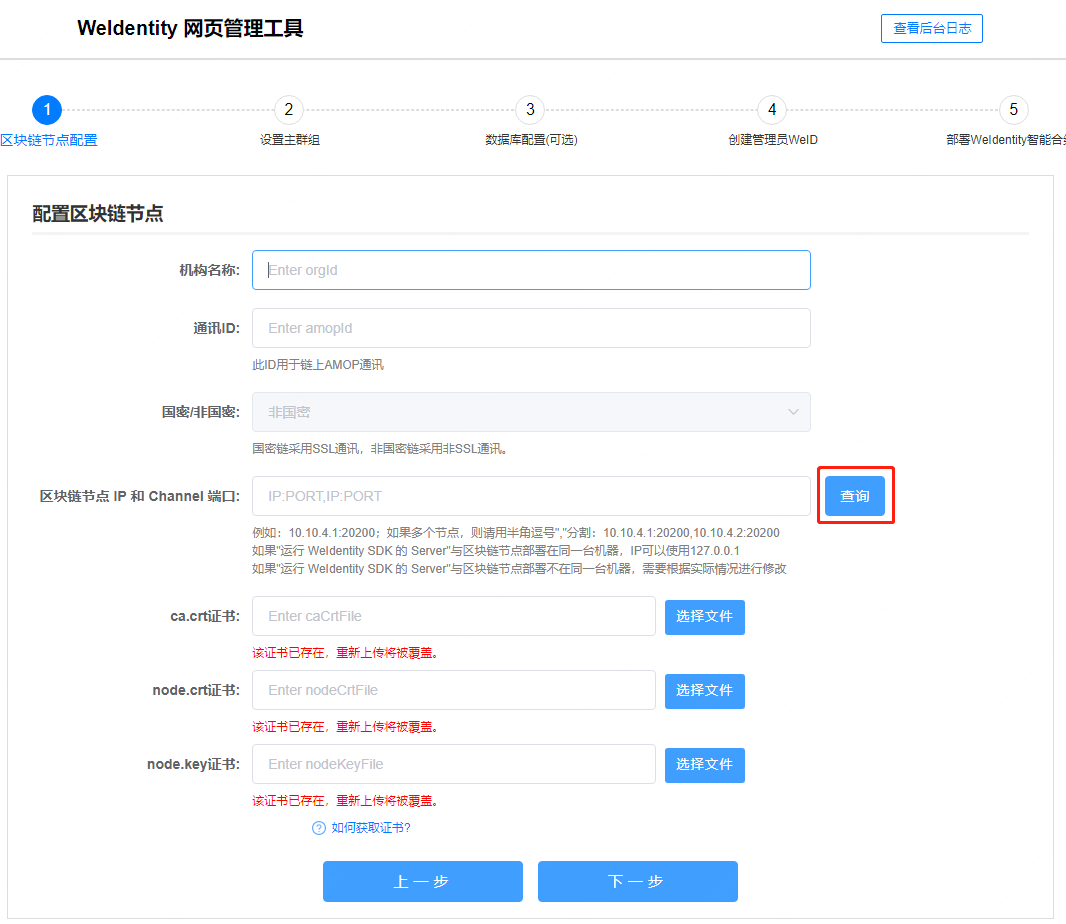 WeIdentity 网页管理工具
查看后台日志
1
2
3
4
5
区块链节点配置
设置主群组
数据库配置(可选)
创建管理员WeID
部署WeIdentity智能合
配置区块链节点
机构名称: Enter orgId
通讯ID: Enter amopId
此ID用于链上AMOP通讯
国密/非国密: 非国密
国密链采用SSL通讯，非国密链采用非SSL通讯。
区块链节点 IP 和 Channel 端口: IP:PORT,IP:PORT 查询
例如：10.10.4.1:20200；如果多个节点，则请用半角逗号","分割：10.10.4.1:20200,10.10.4.2:20200
如果"运行 WeIdentity SDK 的 Server"与区块链节点部署在同一台机器，IP可以使用127.0.0.1
如果"运行 WeIdentity SDK 的 Server"与区块链节点部署不在同一台机器，需要根据实际情况进行修改
ca.crt证书: Enter caCrtFile 选择文件
该证书已存在，重新上传将被覆盖。
node.crt证书: Enter nodeCrtFile 选择文件
该证书已存在，重新上传将被覆盖。
node.key证书: Enter nodeKeyFile 选择文件
该证书已存在，重新上传将被覆盖。
? 如何获取证书?
上一步
下一步